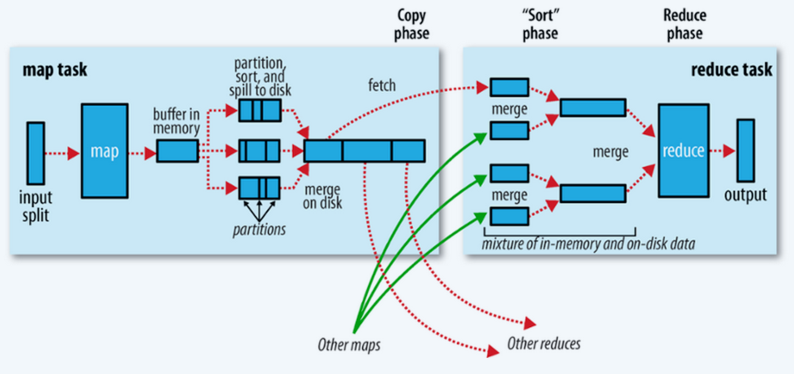 Copy
phase
“Sort”
phase
Reduce
phase
map task
partition,
sort, and
spill to disk
fetch
reduce task
buffer in
memory
merge
map
merge
reduce
input
split
merge
on disk
merge
output
partitions
mixture of in-memory and on-disk data
Other maps
Other reduces